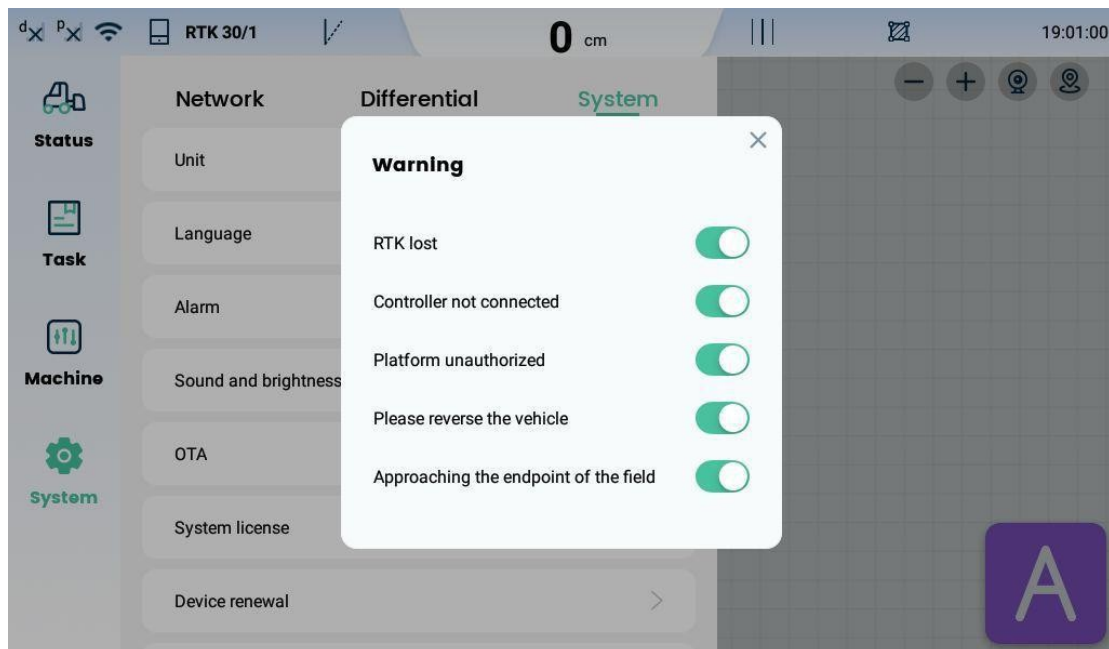 d P RTK 30/1 0 cm 19:01:00
Network Differential System
Status
Task
Machine
System
Unit
Language
Alarm
Sound and brightness
OTA
System license
Device renewal
Warning
RTK lost
Controller not connected
Platform unauthorized
Please reverse the vehicle
Approaching the endpoint of the field
A